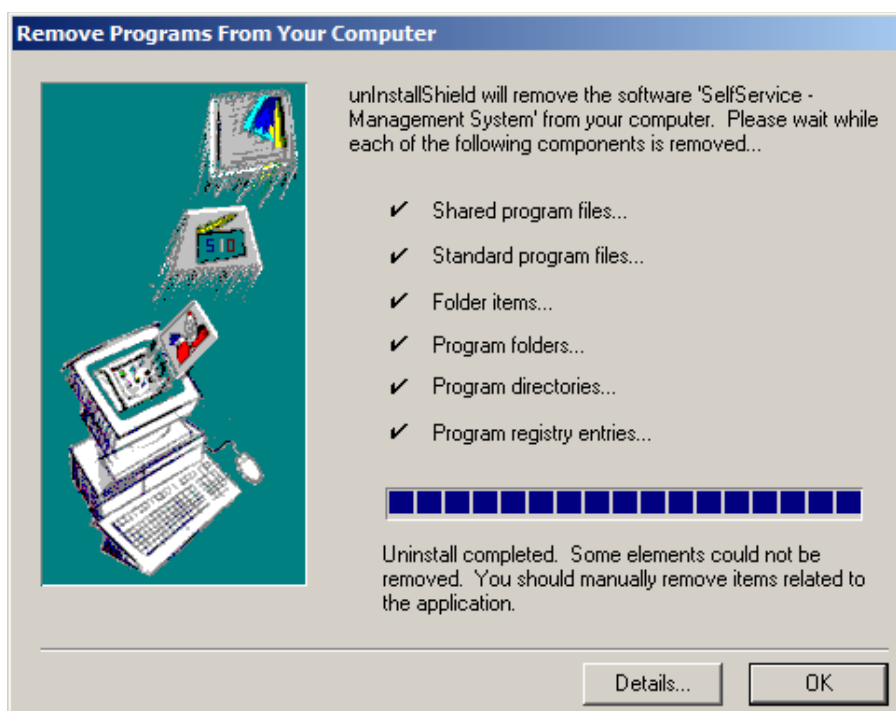 Remove Programs From Your Computer
unInstallShield will remove the software 'SelfService -
Management System' from your computer.  Please wait while
each of the following components is removed...
✔ Shared program files...
✔ Standard program files...
✔ Folder items...
✔ Program folders...
✔ Program directories...
✔ Program registry entries...
Uninstall completed.  Some elements could not be
removed.  You should manually remove items related to
the application.
Details...
OK